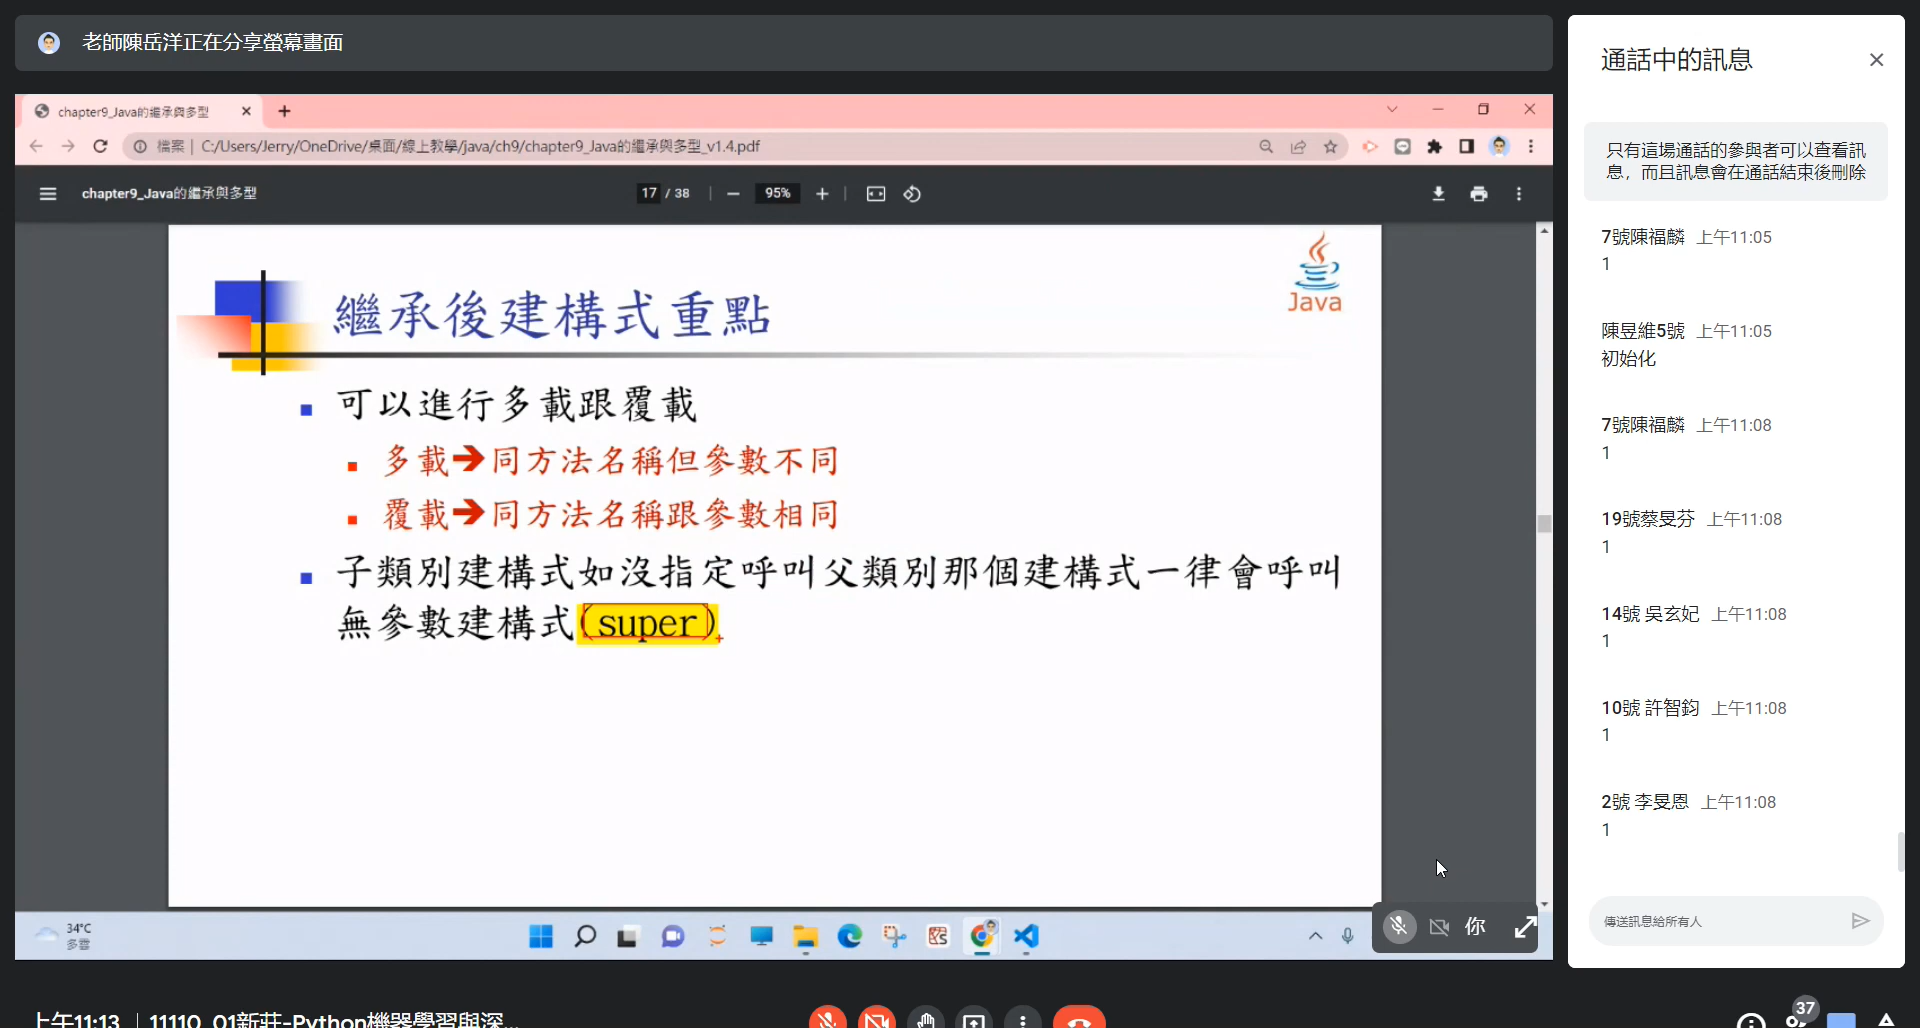 老師陳岳洋正在分享螢幕畫面
chapter9_Java的繼承與多型
檔案 | C:/Users/Jerry/OneDrive/桌面/線上教學/java/ch9/chapter9_Java的繼承與多型_v1.4.pdf
chapter9_Java的繼承與多型
17 / 38
95%
Java
繼承後建構式重點
可以進行多載跟覆載
多載➔同方法名稱但參數不同
覆載➔同方法名稱跟參數相同
子類別建構式如沒指定呼叫父類別那個建構式一律會呼叫
無參數建構式(super)
34°C
多雲
你
上午11:13 | 11110_01新莊-Python機器學習與深...
通話中的訊息
只有這場通話的參與者可以查看訊
息，而且訊息會在通話結束後刪除
7號陳福麟 上午11:05
1
陳昱維5號 上午11:05
初始化
7號陳福麟 上午11:08
1
19號蔡旻芬 上午11:08
1
14號 吳玄妃 上午11:08
1
10號 許智鈞 上午11:08
1
2號 李旻恩 上午11:08
1
傳送訊息給所有人
37